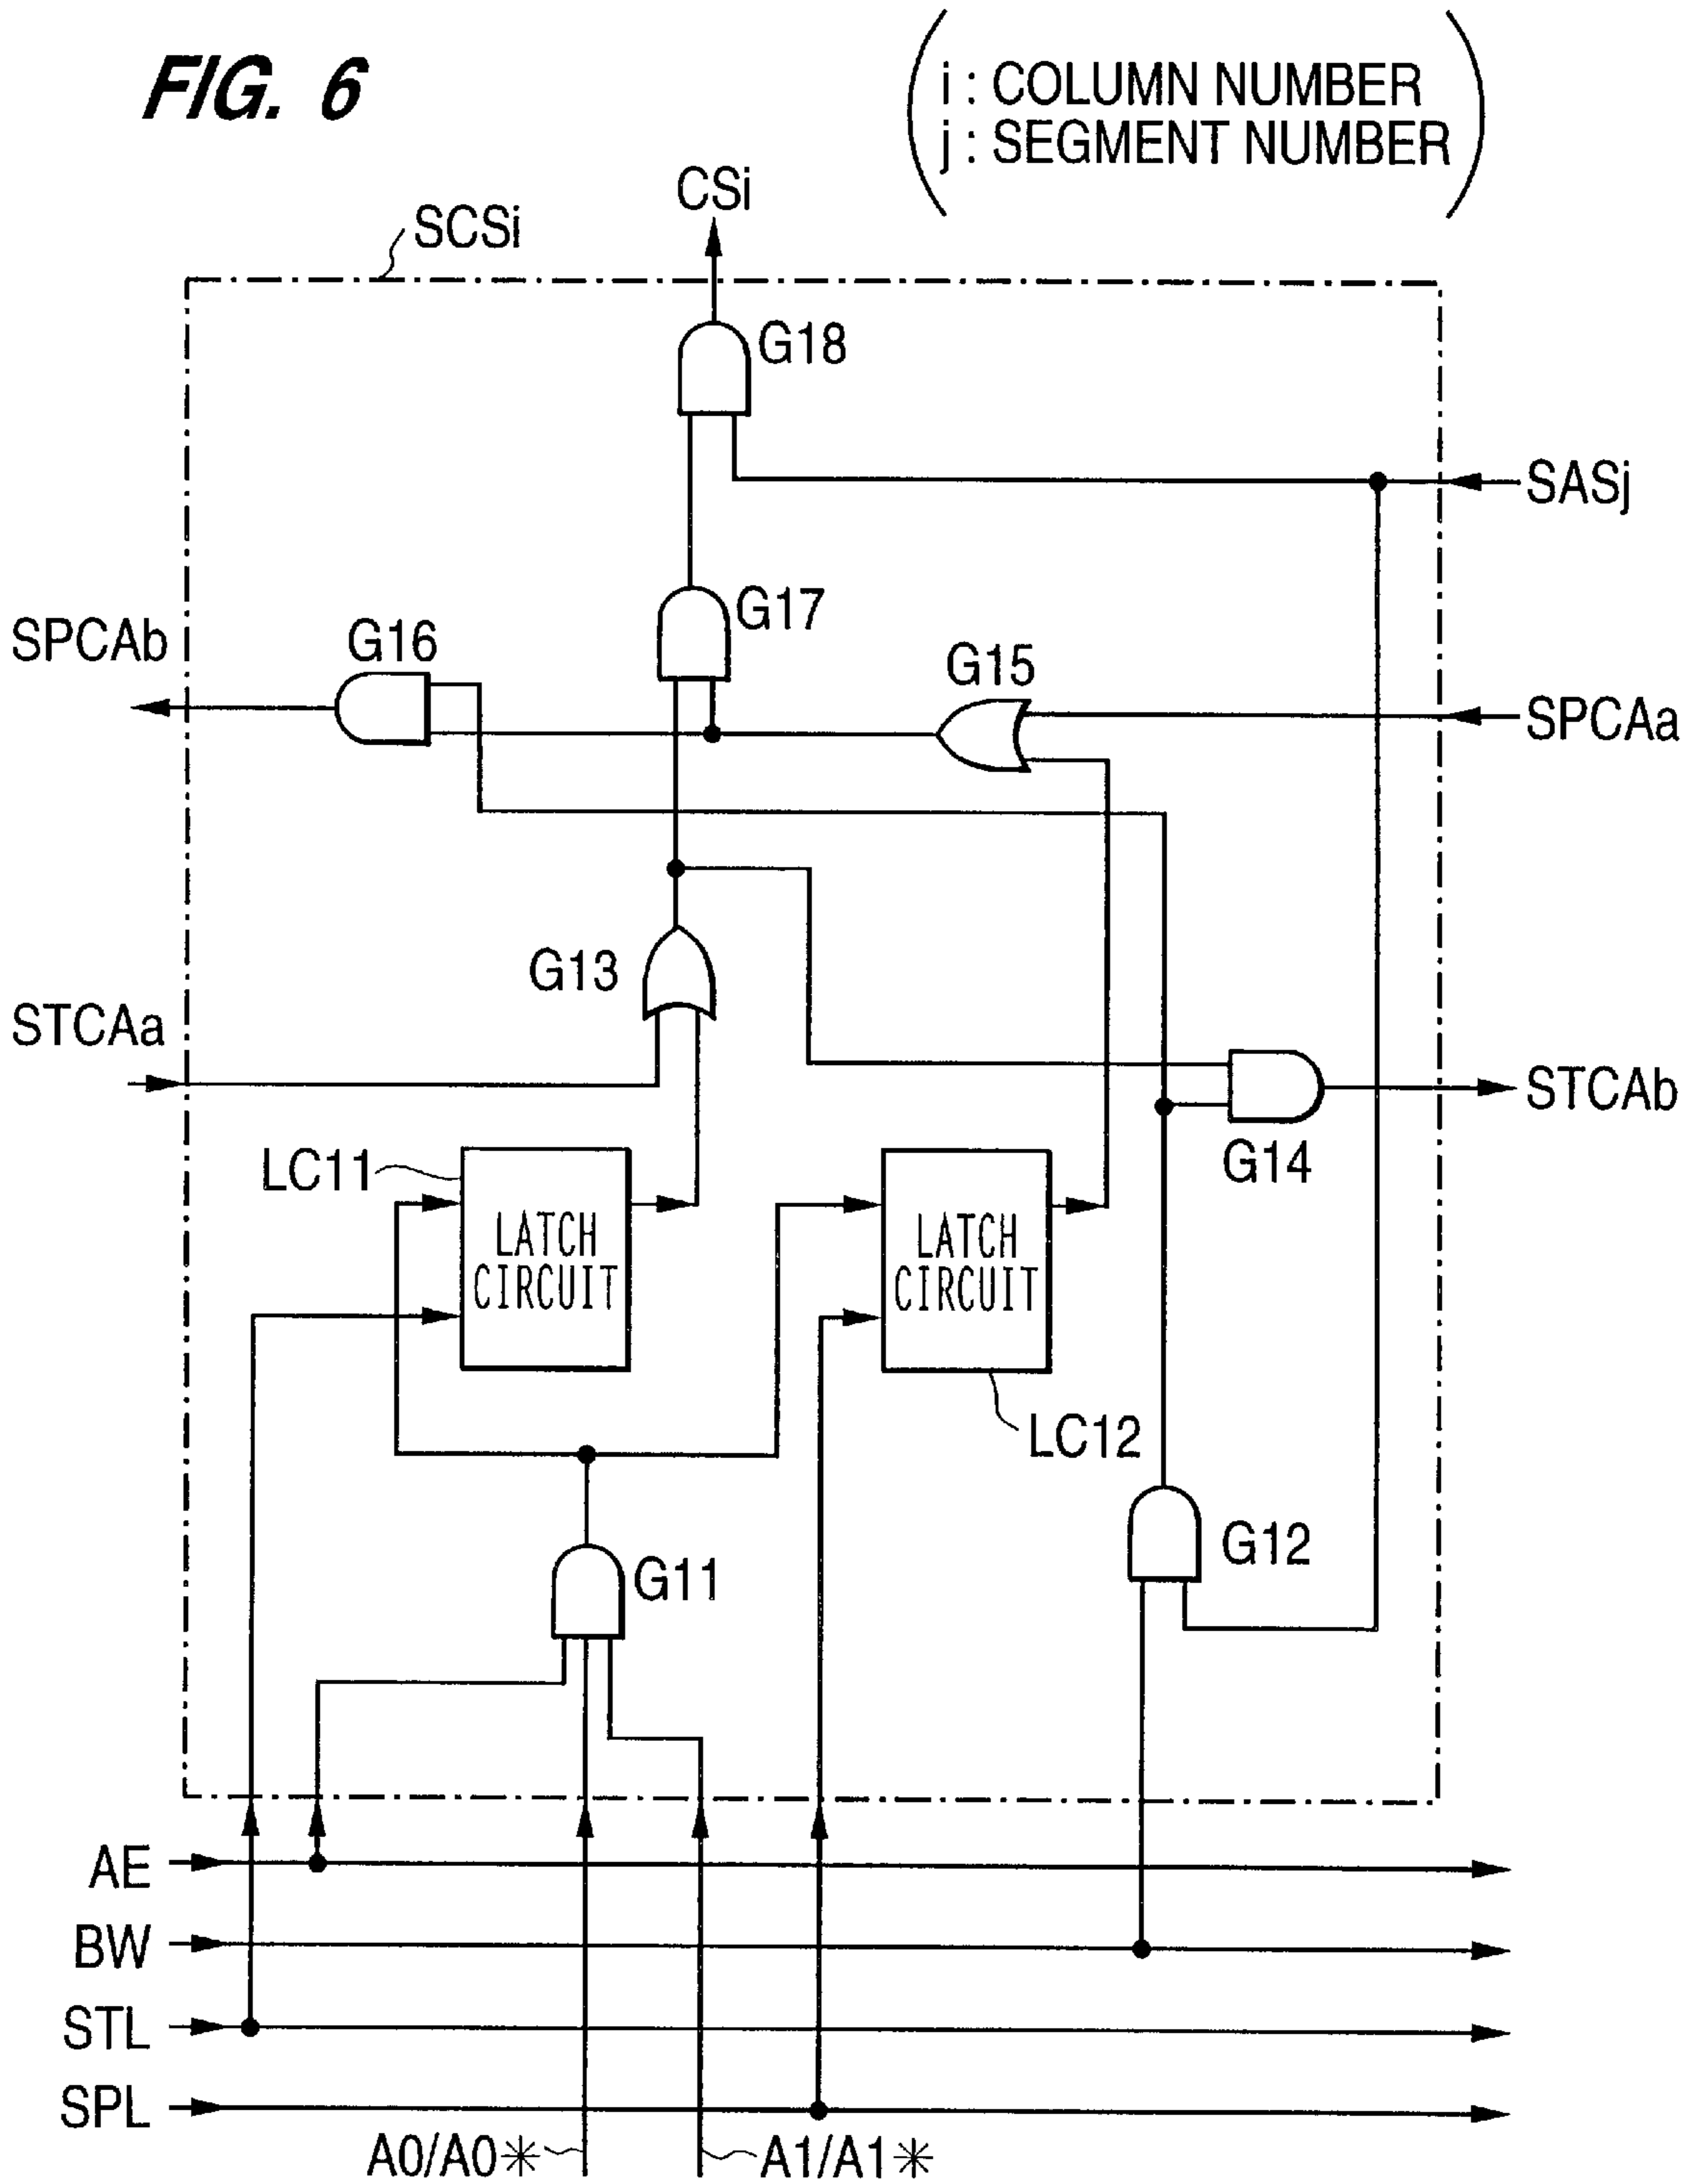 FIG. 6
i : COLUMN NUMBER
j : SEGMENT NUMBER
CSi
SCSi
G18
SASj
G17
SPCAb
G16
G15
SPCAa
G13
STCAa
STCAb
G14
LC11
LATCH
CIRCUIT
LATCH
CIRCUIT
LC12
G12
G11
AE
BW
STL
SPL
A0/A0*
A1/A1*